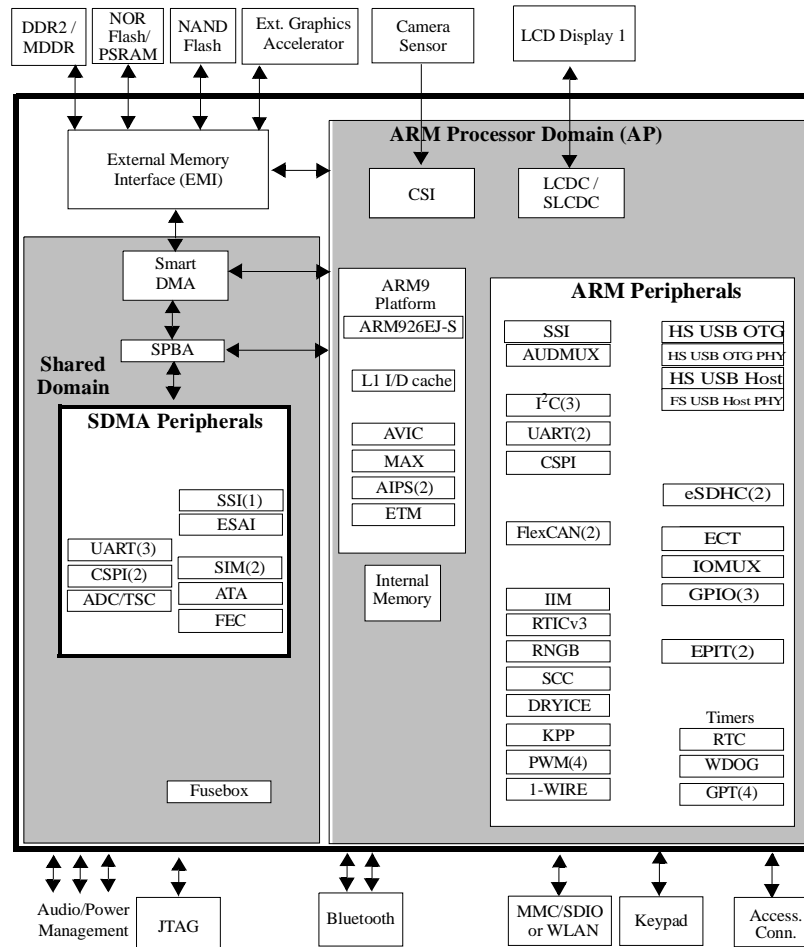 DDR2 /
MDDR
NOR
Flash/
PSRAM
NAND
Flash
Ext. Graphics
Accelerator
Camera
Sensor
LCD Display 1
ARM Processor Domain (AP)
External Memory
Interface (EMI)
CSI
LCDC /
SLCDC
Smart
DMA
SPBA
Shared
Domain
SDMA Peripherals
SSI(1)
ESAI
UART(3)
CSPI(2)
ADC/TSC
SIM(2)
ATA
FEC
Fusebox
ARM9
Platform
ARM926EJ-S
L1 I/D cache
AVIC
MAX
AIPS(2)
ETM
Internal
Memory
ARM Peripherals
SSI
AUDMUX
I²C(3)
UART(2)
CSPI
FlexCAN(2)
IIM
RTICv3
RNGB
SCC
DRYICE
KPP
PWM(4)
1-WIRE
HS USB OTG
HS USB OTG PHY
HS USB Host
FS USB Host PHY
eSDHC(2)
ECT
IOMUX
GPIO(3)
EPIT(2)
Timers
RTC
WDOG
GPT(4)
Audio/Power
Management
JTAG
Bluetooth
MMC/SDIO
or WLAN
Keypad
Access.
Conn.